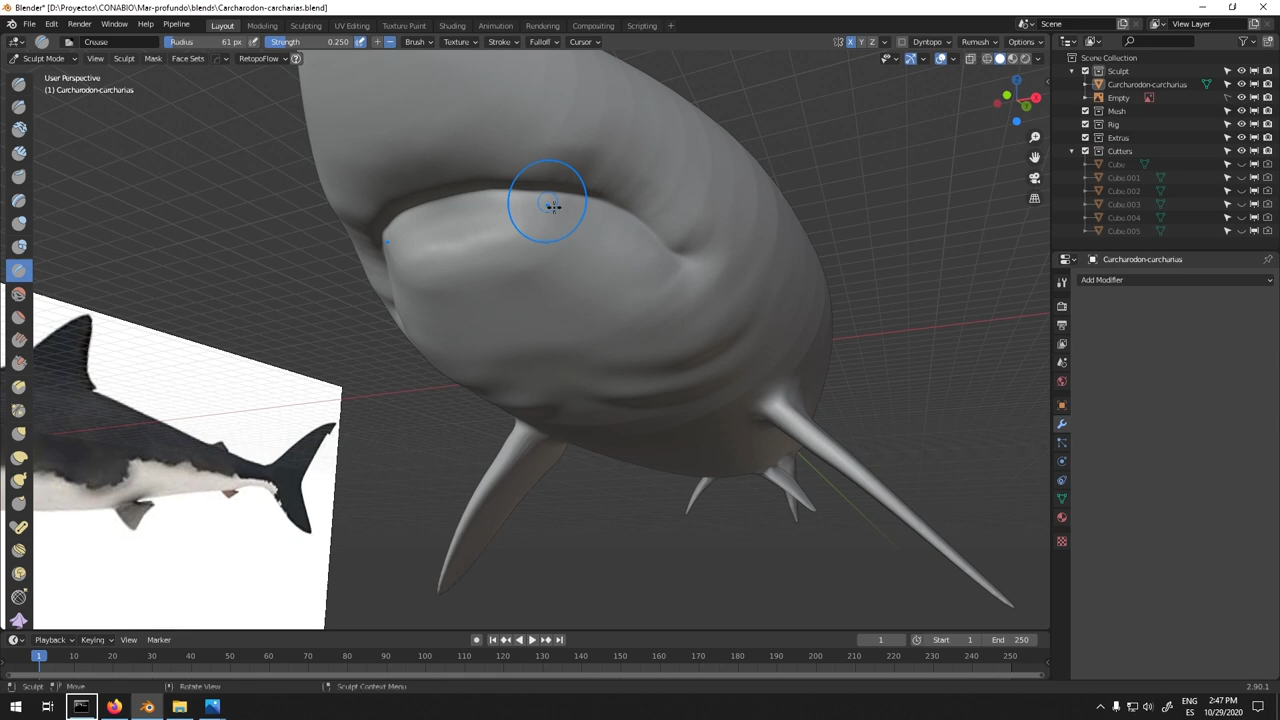 Blender* [D:\Proyectos\CONABIO\Mar-profundo\blends\Carcharodon-carcharias.blend]
File Edit Render Window Help Pipeline Layout Modeling Sculpting UV Editing Texture Paint Shading Animation Rendering Compositing Scripting + Scene View Layer
Crease Radius 61 px Strength 0.250 Brush Texture Stroke Falloff Cursor X Y Z Dyntopo Remesh Options
Sculpt Mode View Sculpt Mask Face Sets RetopoFlow
User Perspective
(1) Carcharodon-carcharias
Scene Collection
Sculpt
Carcharodon-carcharias
Empty
Mesh
Rig
Extrus
Cutters
Cube
Cube.001
Cube.002
Cube.003
Cube.004
Cube.005
Carcharodon-carcharias
Add Modifier
Playback Keying View Marker 1 Start 1 End 250
1 10 20 30 40 50 60 70 80 90 100 110 120 130 140 150 160 170 180 190 200 210 220 230 240 250
Sculpt Move Rotate View Sculpt Context Menu 2.90.1
ENG 2:47 PM
ES 10/29/2020